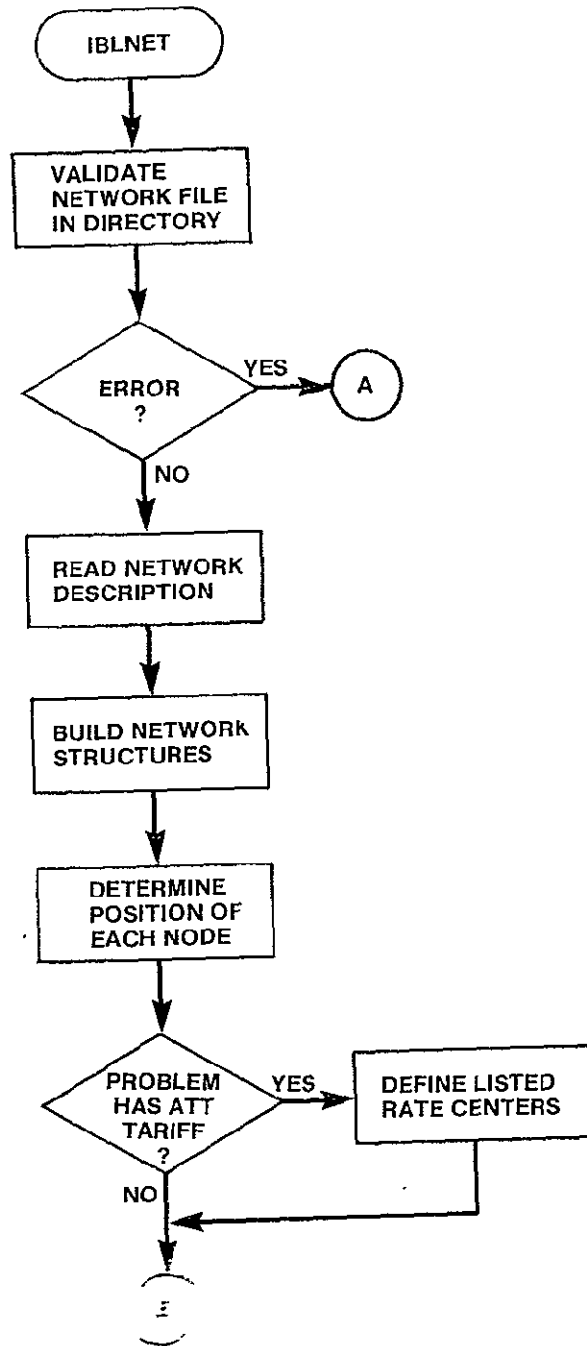 IBLNET
VALIDATE
NETWORK FILE
IN DIRECTORY
ERROR
?
YES
A
NO
READ NETWORK
DESCRIPTION
BUILD NETWORK
STRUCTURES
DETERMINE
POSITION OF
EACH NODE
PROBLEM
HAS ATT
TARIFF
?
YES
DEFINE LISTED
RATE CENTERS
NO